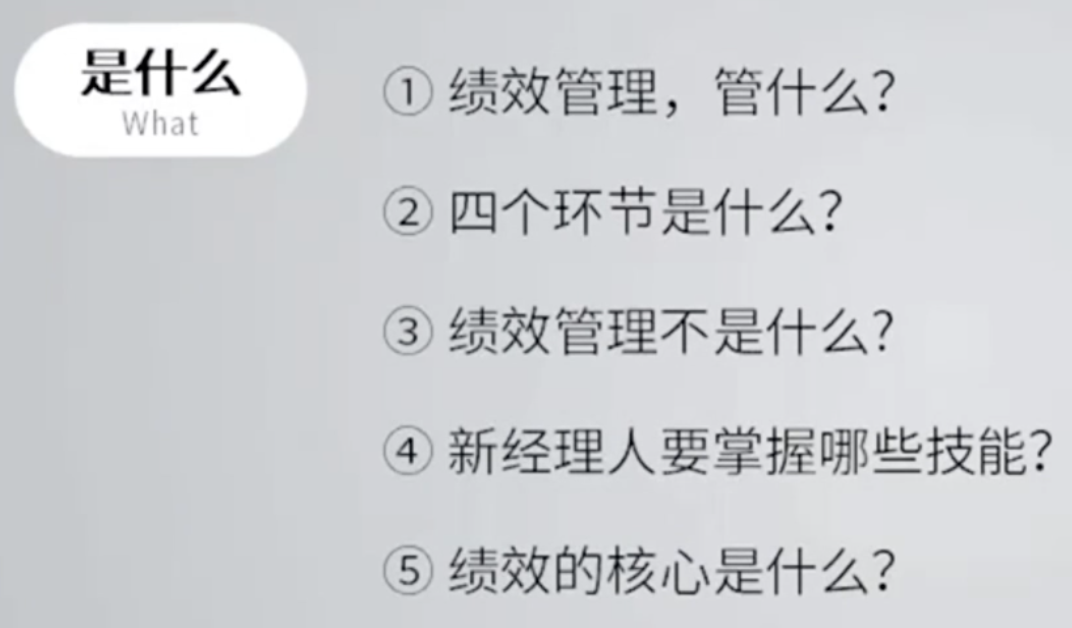 是什么
What
① 绩效管理，管什么？
② 四个环节是什么？
③ 绩效管理不是什么？
④ 新经理人要掌握哪些技能？
⑤ 绩效的核心是什么？